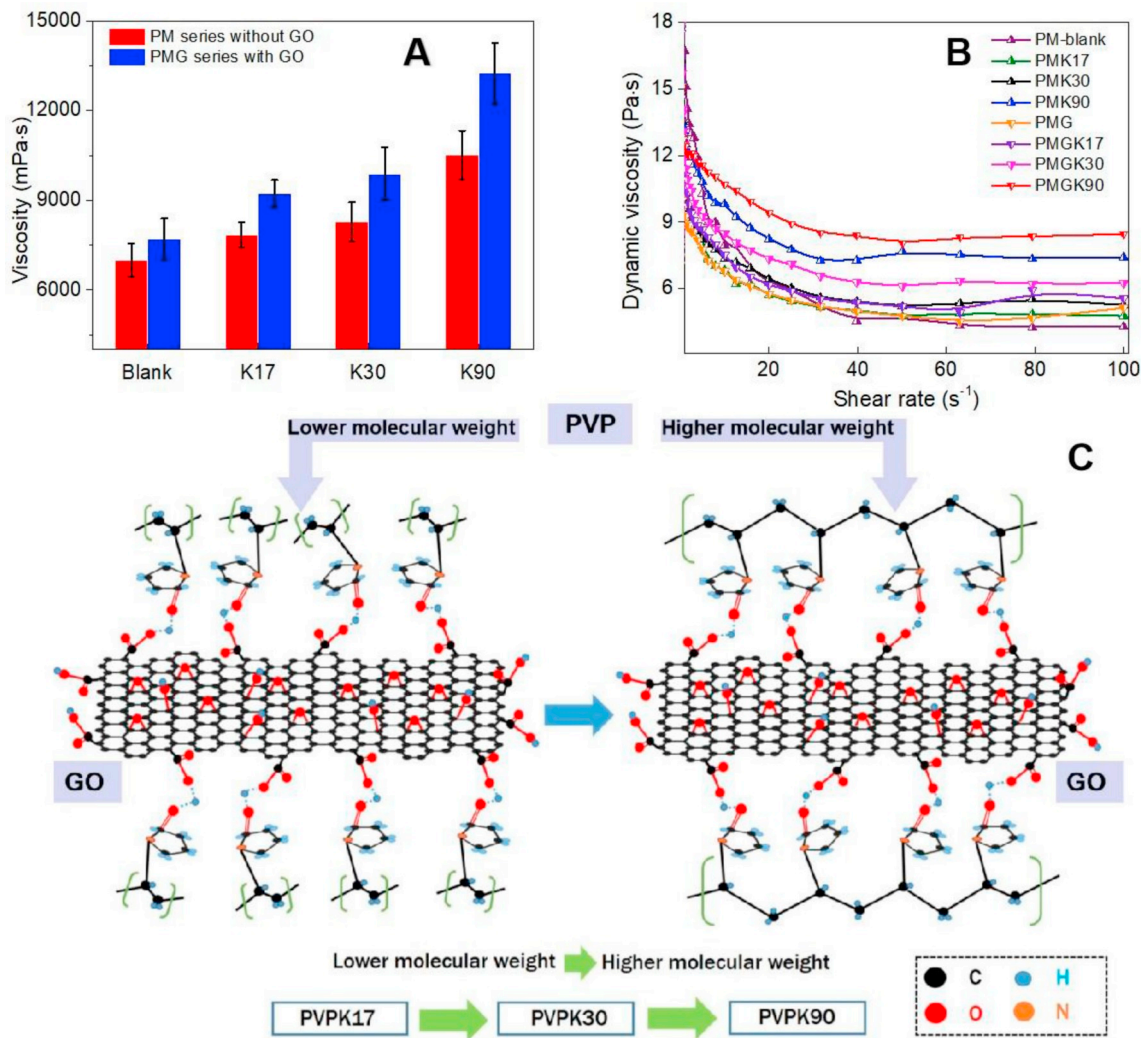 15000
12000
9000
6000
Viscosity (mPa·s)
PM series without GO
PMG series with GO
A
Blank K17 K30 K90
18
15
12
9
6
Dynamic viscosity (Pa·s)
B
PM-blank
PMK17
PMK30
PMK90
PMG
PMGK17
PMGK30
PMGK90
20 40 60 80 100
Shear rate (s⁻¹)
Lower molecular weight PVP Higher molecular weight
C
GO
GO
Lower molecular weight Higher molecular weight
PVPK17 PVPK30 PVPK90
C H
O N